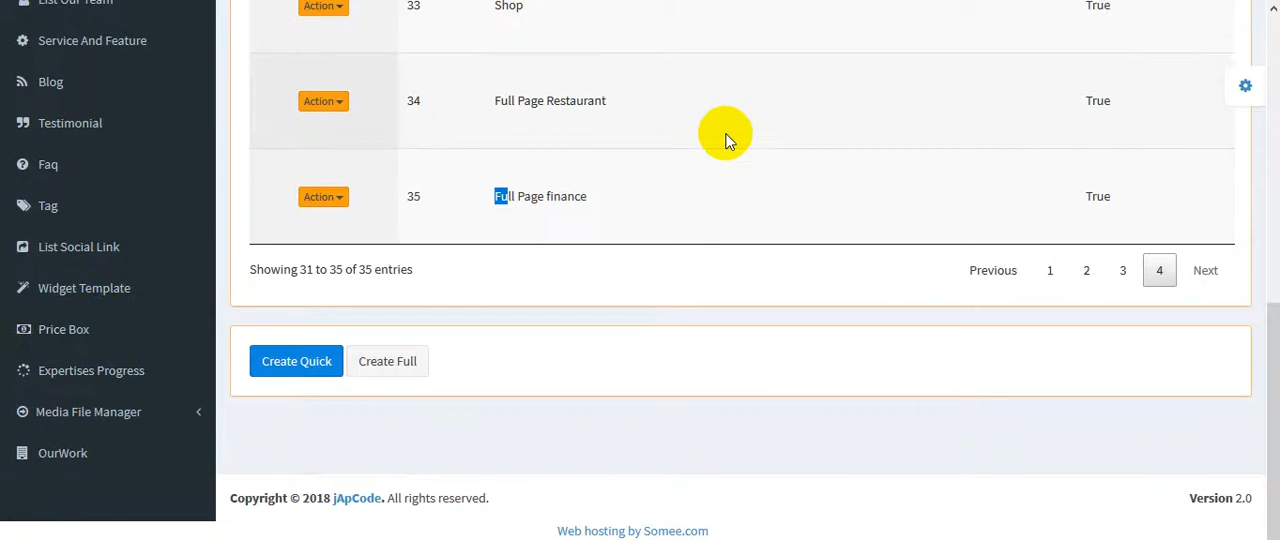 List Our Team
Service And Feature
Blog
Testimonial
Faq
Tag
List Social Link
Widget Template
Price Box
Expertises Progress
Media File Manager
OurWork
Action 33 Shop True
Action 34 Full Page Restaurant True
Action 35 Full Page finance True
Showing 31 to 35 of 35 entries Previous 1 2 3 4 Next
Create Quick Create Full
Copyright © 2018 jApCode. All rights reserved. Version 2.0
Web hosting by Somee.com